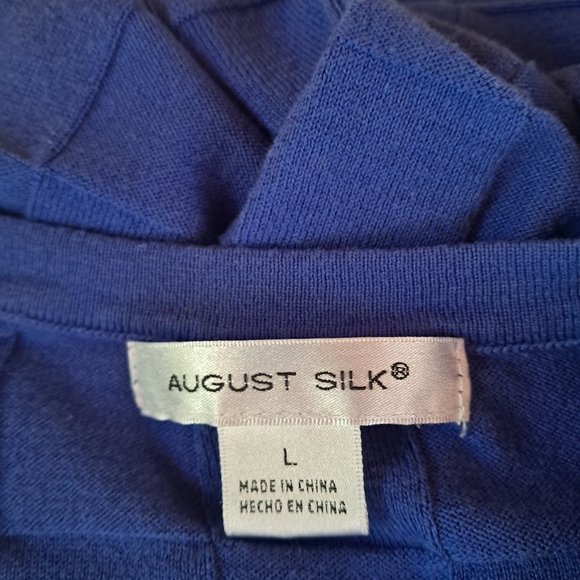 AUGUST SILK®
L
MADE IN CHINA
HECHO EN CHINA